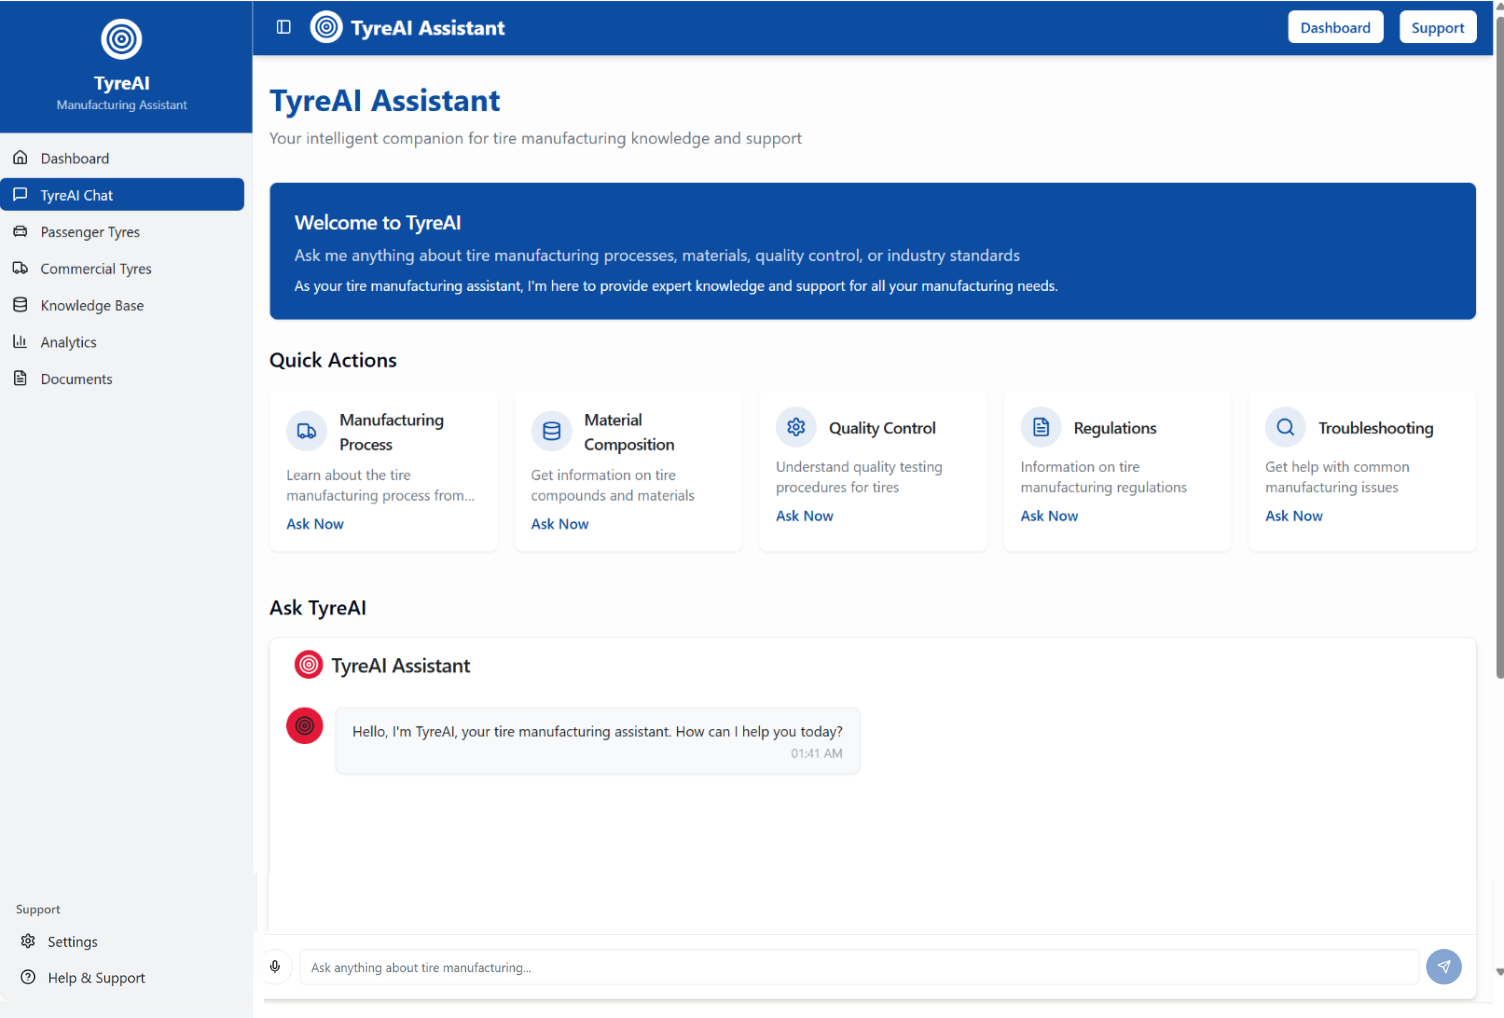 TyreAI
Manufacturing Assistant
Dashboard
TyreAI Chat
Passenger Tyres
Commercial Tyres
Knowledge Base
Analytics
Documents
Support
Settings
Help & Support
TyreAI Assistant
Dashboard
Support
TyreAI Assistant
Your intelligent companion for tire manufacturing knowledge and support
Welcome to TyreAI
Ask me anything about tire manufacturing processes, materials, quality control, or industry standards
As your tire manufacturing assistant, I'm here to provide expert knowledge and support for all your manufacturing needs.
Quick Actions
Manufacturing
Process
Learn about the tire
manufacturing process from...
Ask Now
Material
Composition
Get information on tire
compounds and materials
Ask Now
Quality Control
Understand quality testing
procedures for tires
Ask Now
Regulations
Information on tire
manufacturing regulations
Ask Now
Troubleshooting
Get help with common
manufacturing issues
Ask Now
Ask TyreAI
TyreAI Assistant
Hello, I'm TyreAI, your tire manufacturing assistant. How can I help you today?
01:41 AM
Ask anything about tire manufacturing...